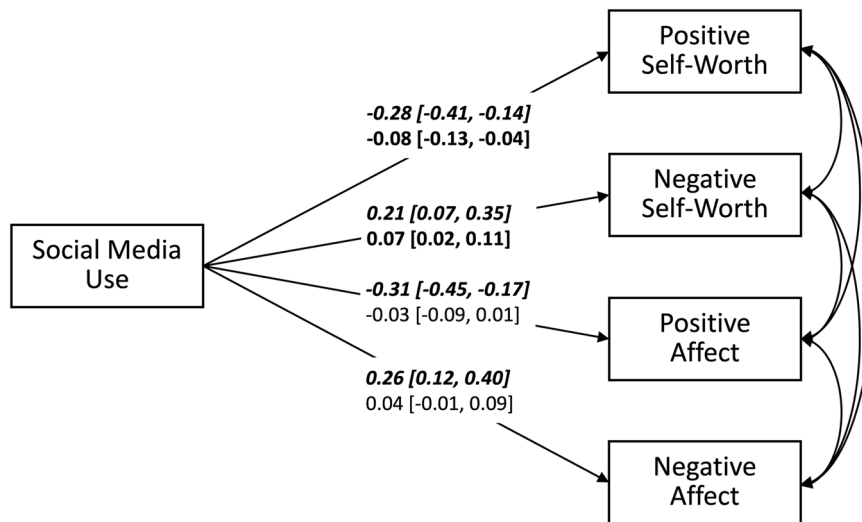 Positive
Self-Worth
-0.28 [-0.41, -0.14]
-0.08 [-0.13, -0.04]
Negative
Self-Worth
0.21 [0.07, 0.35]
0.07 [0.02, 0.11]
Social Media
Use
-0.31 [-0.45, -0.17]
-0.03 [-0.09, 0.01]
Positive
Affect
0.26 [0.12, 0.40]
0.04 [-0.01, 0.09]
Negative
Affect